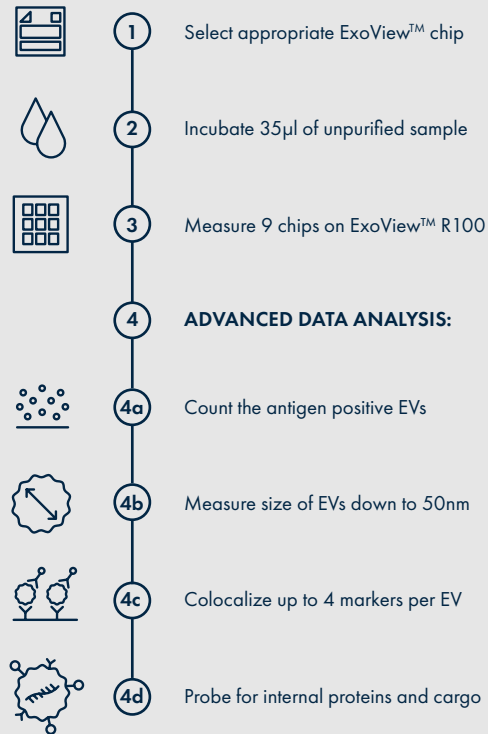 1 Select appropriate ExoView™ chip
2 Incubate 35µl of unpurified sample
3 Measure 9 chips on ExoView™ R100
4 ADVANCED DATA ANALYSIS:
4a Count the antigen positive EVs
4b Measure size of EVs down to 50nm
4c Colocalize up to 4 markers per EV
4d Probe for internal proteins and cargo